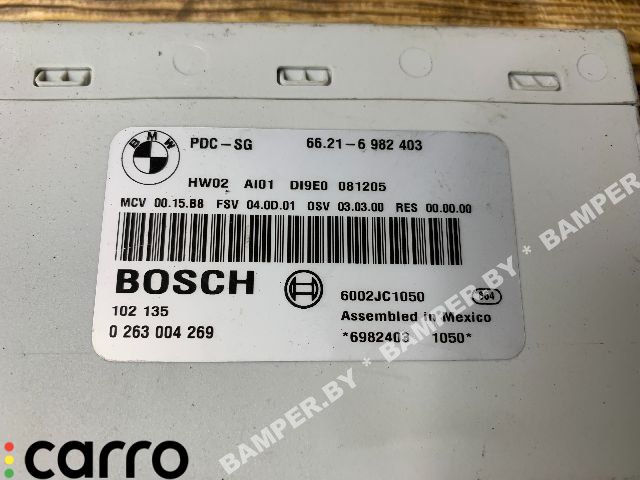 BMW
PDC-SG 66.21-6 982 403
HW02 AI01 DI9E0 081205
MCV 00.15.B8 FSV 04.0D.01 OSV 03.03.00 RES 00.00.00
BOSCH
6002JC1050
102 135
Assembled in Mexico
0 263 004 269
*6982403 1050*
BAMPER.BY * BAMPER.BY * BAMPER.BY
carro